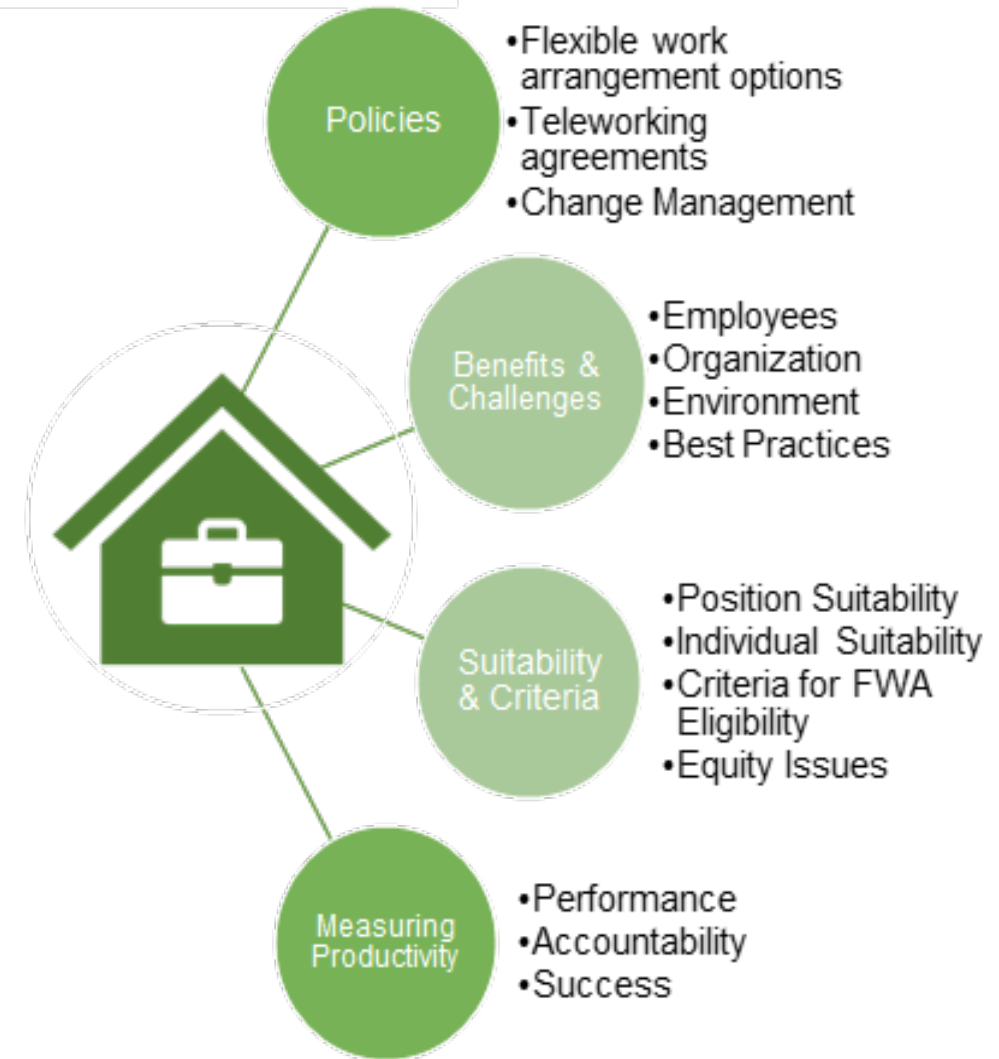 Policies
•Flexible work
arrangement options
•Teleworking
agreements
•Change Management
Benefits &
Challenges
•Employees
•Organization
•Environment
•Best Practices
Suitability
& Criteria
•Position Suitability
•Individual Suitability
•Criteria for FWA
Eligibility
•Equity Issues
Measuring
Productivity
•Performance
•Accountability
•Success